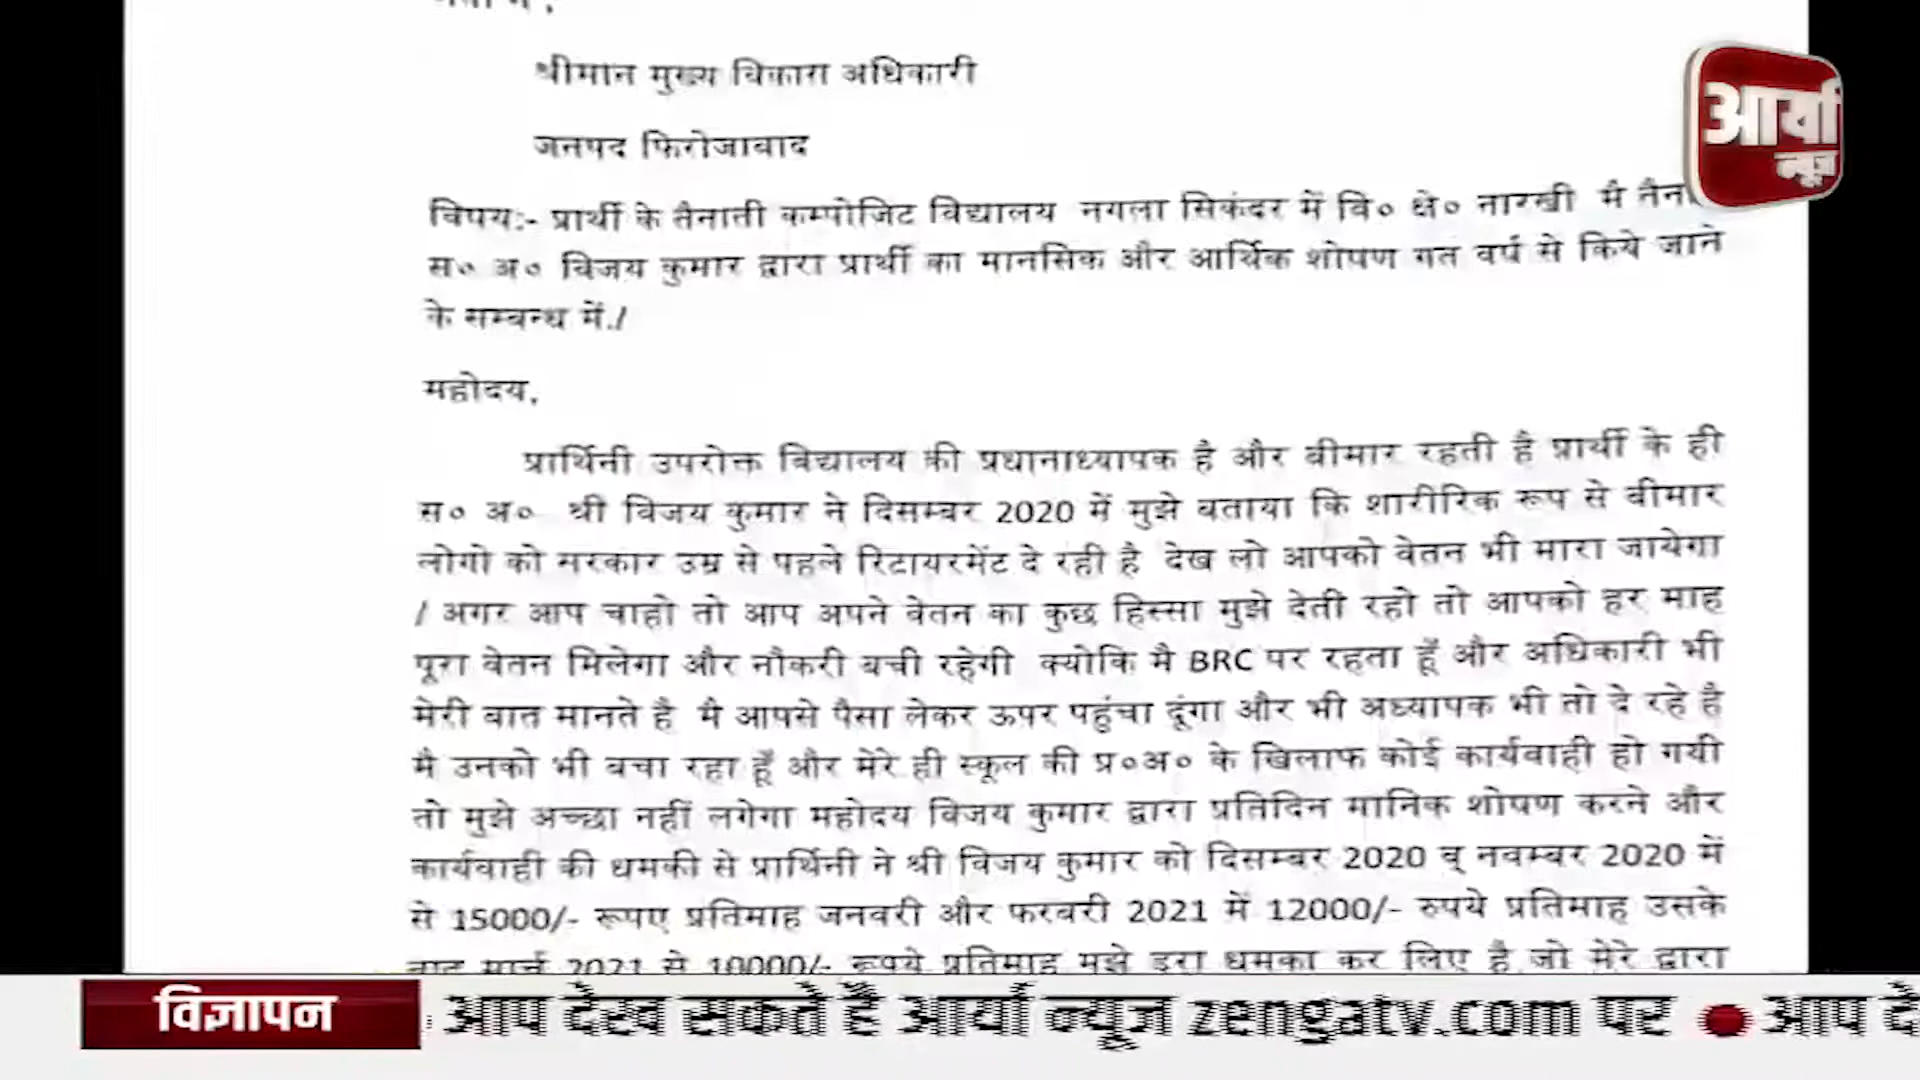 श्रीमान मुख्य विकास अधिकारी
जनपद फिरोजाबाद
विषय:- प्रार्थी के तैनाती कम्पोजिट विद्यालय नगला सिकंदर में वि० क्षे० नारखी मै
स० अ० विजय कुमार द्वारा प्रार्थी का मानसिक और आर्थिक शोषण गत वर्ष से किये जाने
के सम्बन्ध में./
महोदय,
प्रार्थिनी उपरोक्त विद्यालय की प्रधानाध्यापक है और बीमार रहती है प्रार्थी के ही
स० अ० श्री विजय कुमार ने दिसम्बर 2020 में मुझे बताया कि शारीरिक रूप से बीमार
लोगो को सरकार उम्र से पहले रिटायरमेंट दे रही है देख लो आपको वेतन भी मारा जायेगा
/ अगर आप चाहो तो आप अपने वेतन का कुछ हिस्सा मुझे देती रहो तो आपको हर माह
पूरा वेतन मिलेगा और नौकरी बची रहेगी क्योकि मै BRC पर रहता हूँ और अधिकारी भी
मेरी बात मानते है मै आपसे पैसा लेकर ऊपर पहुंचा दूंगा और भी अध्यापक भी तो दे रहे है
मै उनको भी बचा रहा हूँ और मेरे ही स्कूल की प्र०अ० के खिलाफ कोई कार्यवाही हो गयी
तो मुझे अच्छा नहीं लगेगा महोदय विजय कुमार द्वारा प्रतिदिन मानिक शोषण करने और
कार्यवाही की धमकी से प्रार्थिनी ने श्री विजय कुमार को दिसम्बर 2020 व् नवम्बर 2020 में
से 15000/- रूपए प्रतिमाह जनवरी और फरवरी 2021 में 12000/- रुपये प्रतिमाह उसके
बाद मार्च 2021 से 10000/- रूपये प्रतिमाह मुझे डरा धमका कर लिए है जो मेरे द्वारा
आर्या
न्यूज़
विज्ञापन
आप देख सकते हैं आर्या न्यूज zengatv.com पर ● आप दे